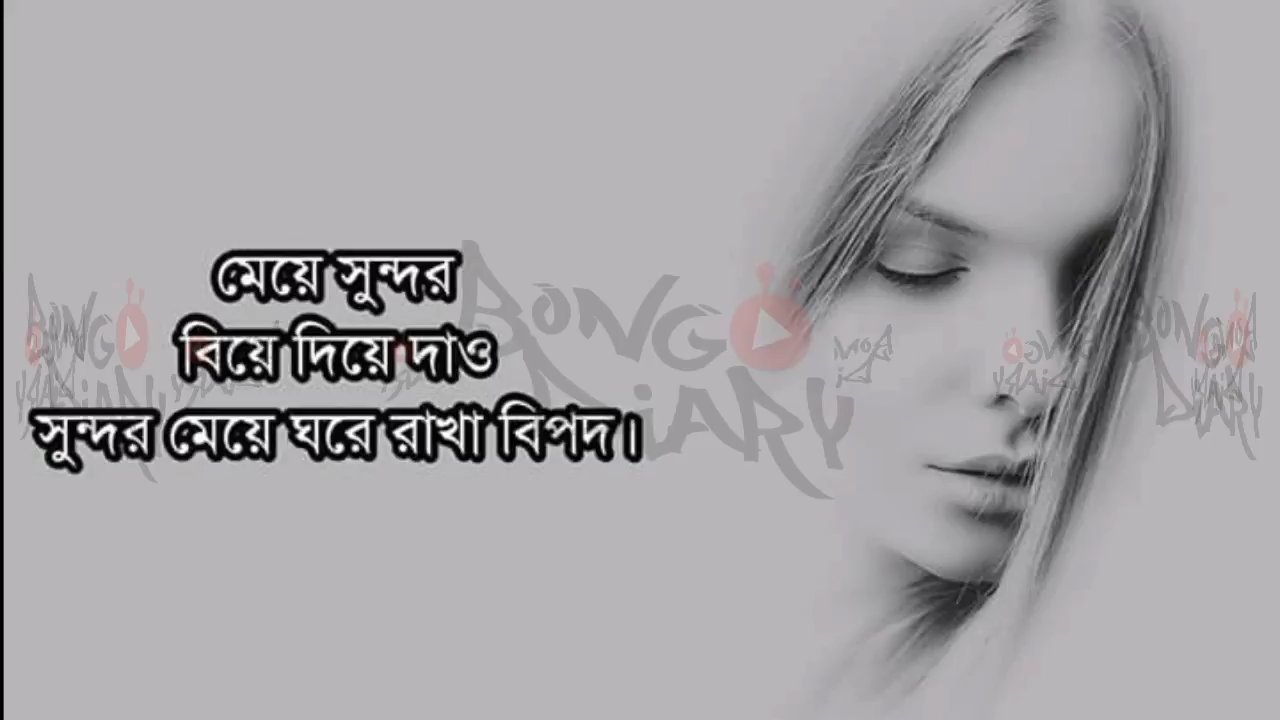 মেয়ে সুন্দর
বিয়ে দিয়ে দাও
সুন্দর মেয়ে ঘরে রাখা বিপদ।
BONGO
DiARY